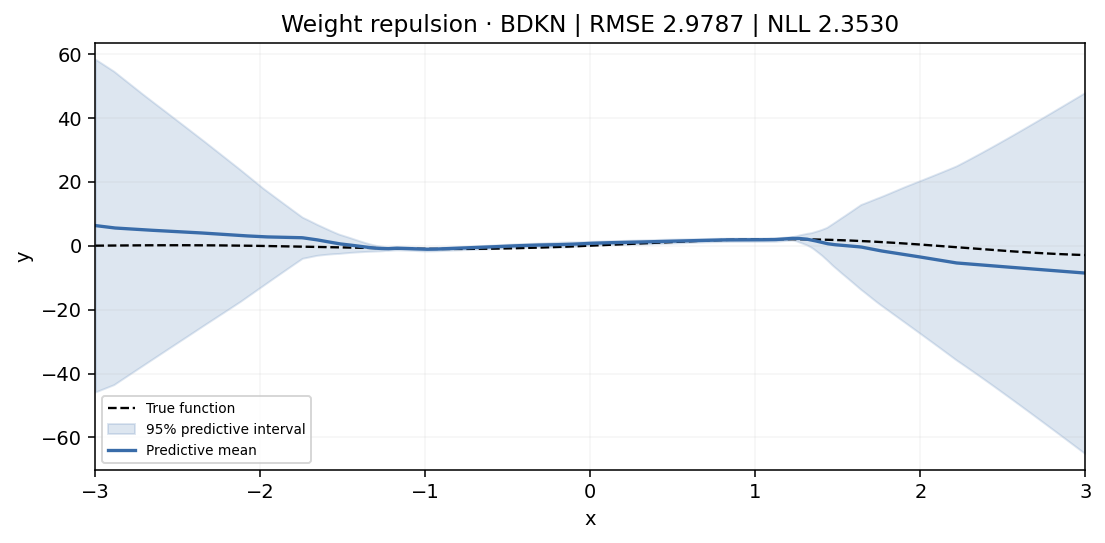 Weight repulsion · BDKN | RMSE 2.9787 | NLL 2.3530
60
40
20
0
−20
−40
−60
y
True function
95% predictive interval
Predictive mean
−3 −2 −1 0 1 2 3
x